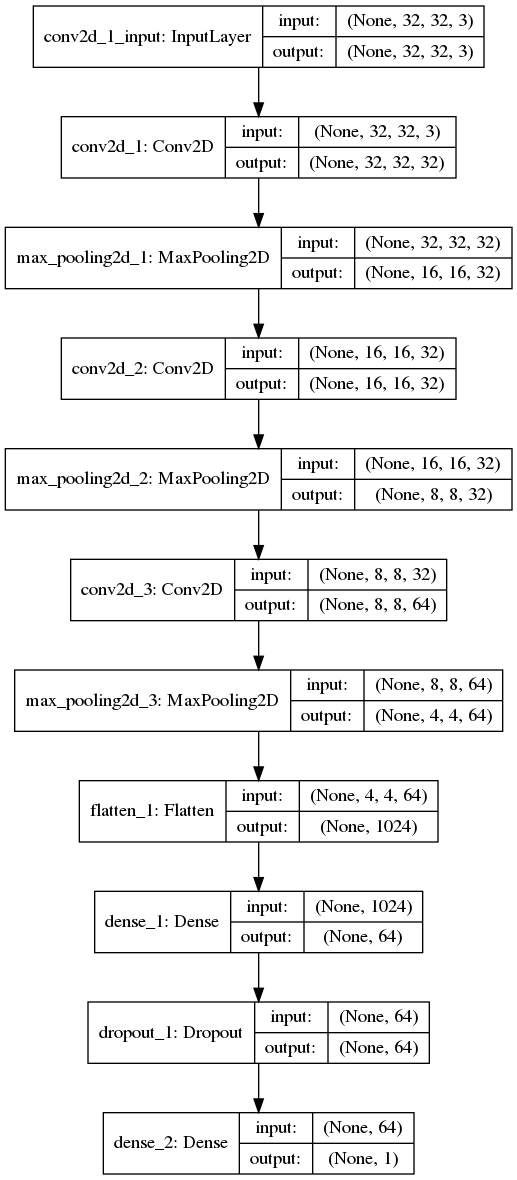 conv2d_1_input: InputLayer
input: (None, 32, 32, 3)
output: (None, 32, 32, 3)
conv2d_1: Conv2D
input: (None, 32, 32, 3)
output: (None, 32, 32, 32)
max_pooling2d_1: MaxPooling2D
input: (None, 32, 32, 32)
output: (None, 16, 16, 32)
conv2d_2: Conv2D
input: (None, 16, 16, 32)
output: (None, 16, 16, 32)
max_pooling2d_2: MaxPooling2D
input: (None, 16, 16, 32)
output: (None, 8, 8, 32)
conv2d_3: Conv2D
input: (None, 8, 8, 32)
output: (None, 8, 8, 64)
max_pooling2d_3: MaxPooling2D
input: (None, 8, 8, 64)
output: (None, 4, 4, 64)
flatten_1: Flatten
input: (None, 4, 4, 64)
output: (None, 1024)
dense_1: Dense
input: (None, 1024)
output: (None, 64)
dropout_1: Dropout
input: (None, 64)
output: (None, 64)
dense_2: Dense
input: (None, 64)
output: (None, 1)